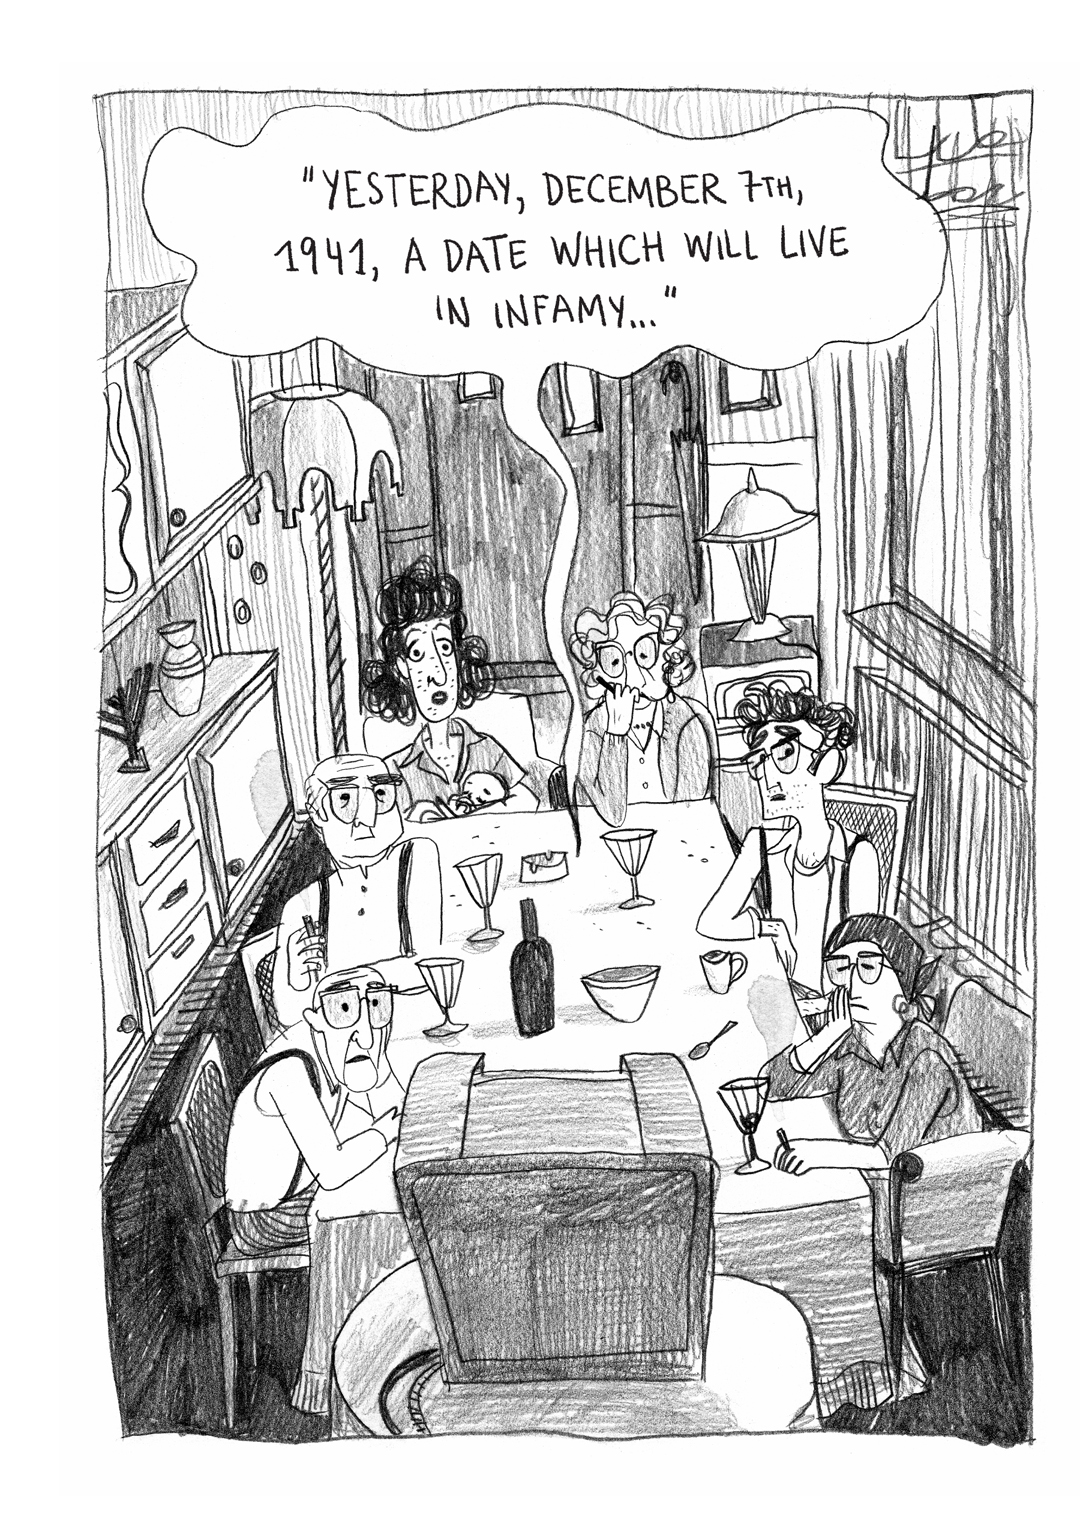 "YESTERDAY, DECEMBER 7TH,
1941, A DATE WHICH WILL LIVE
IN INFAMY..."